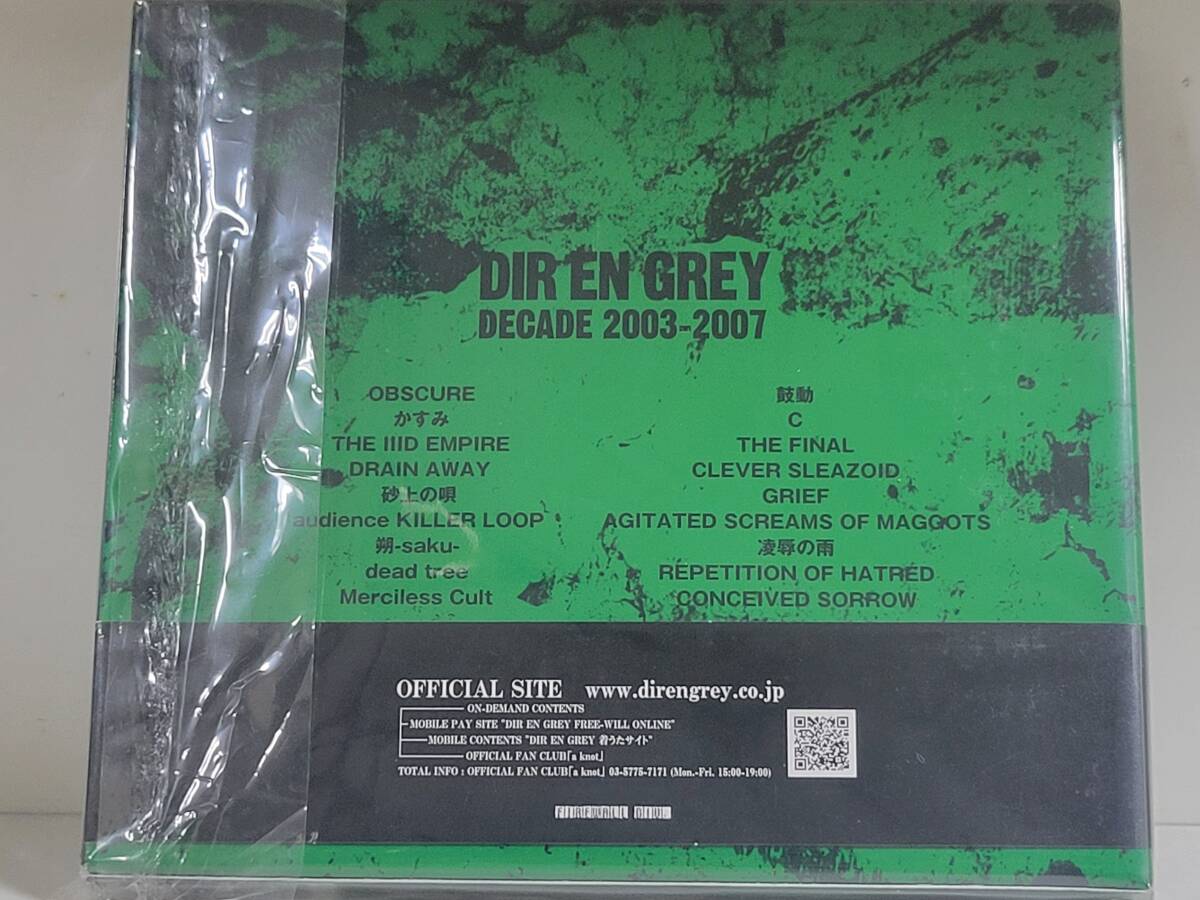 DIR EN GREY
DECADE 2003-2007
OBSCURE
かすみ
THE IIID EMPIRE
DRAIN AWAY
砂上の唄
audience KILLER LOOP
朔-saku-
dead tree
Merciless Cult
鼓動
C
THE FINAL
CLEVER SLEAZOID
GRIEF
AGITATED SCREAMS OF MAGGOTS
凌辱の雨
REPETITION OF HATRED
CONCEIVED SORROW
OFFICIAL SITE www.direngrey.co.jp
ON-DEMAND CONTENTS
MOBILE PAY SITE "DIR EN GREY FREE-WILL ONLINE"
MOBILE CONTENTS "DIR EN GREY 着うたサイト"
OFFICIAL FAN CLUB「a knot」
TOTAL INFO : OFFICIAL FAN CLUB「a knot」 03-5775-7171 (Mon.-Fri. 15:00-19:00)
FIREWALL DIV.